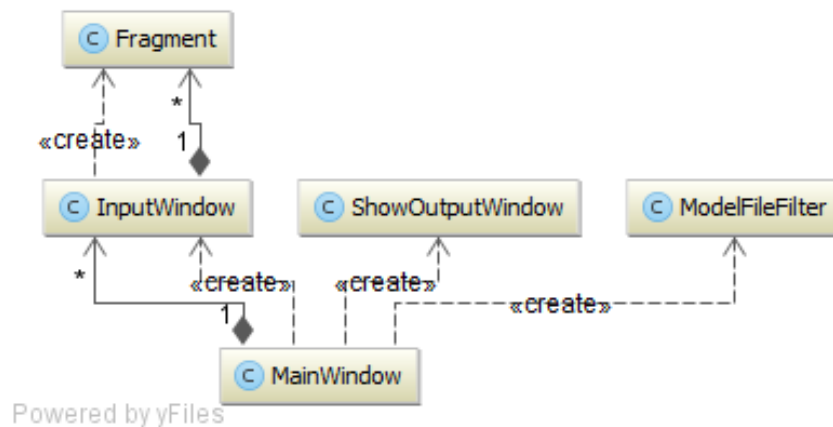 C Fragment
*
«create»
1
C InputWindow
C ShowOutputWindow
C ModelFileFilter
*
«create»
«create»
«create»
1
C MainWindow
Powered by yFiles